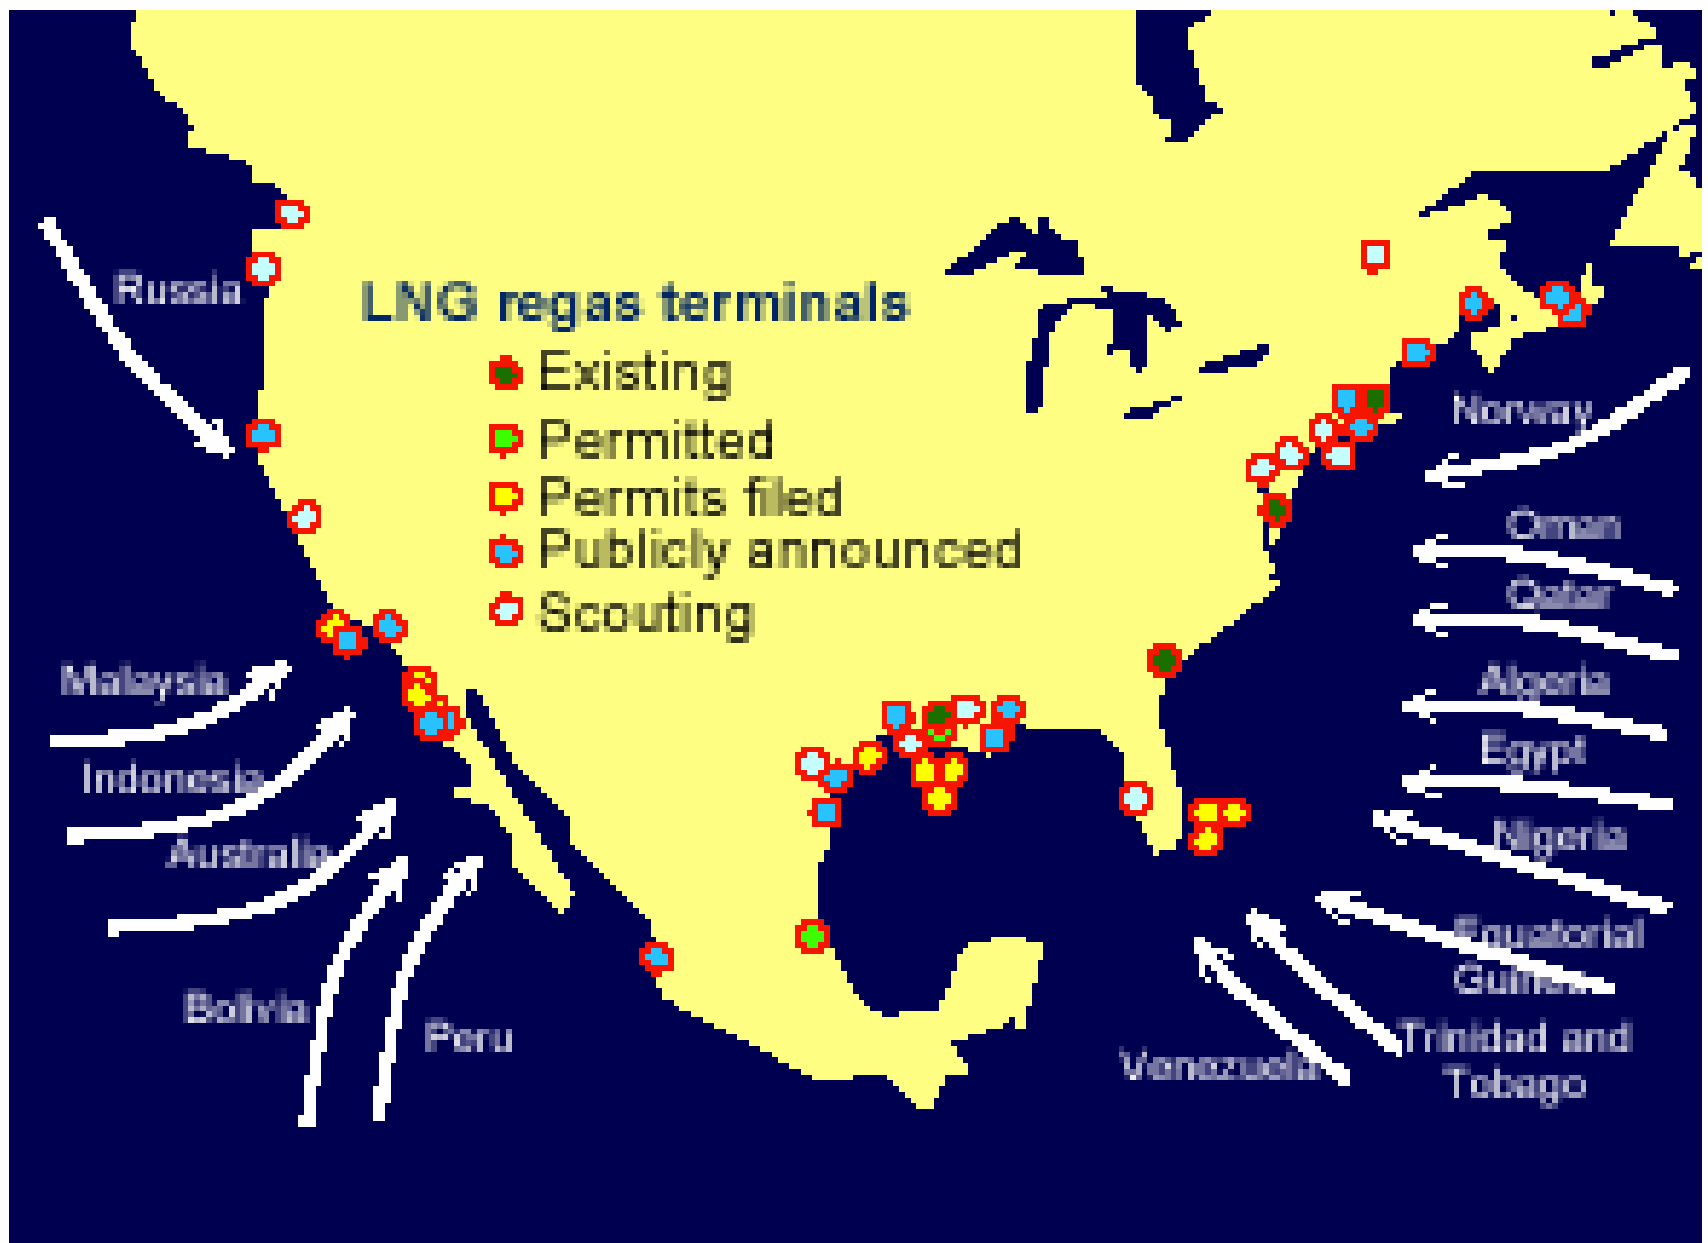 LNG regas terminals
Existing
Permitted
Permits filed
Publicly announced
Scouting
Russia
Malaysia
Indonesia
Australia
Bolivia
Peru
Norway
Oman
Qatar
Algeria
Egypt
Nigeria
Equatorial
Guinea
Trinidad and
Tobago
Venezuela